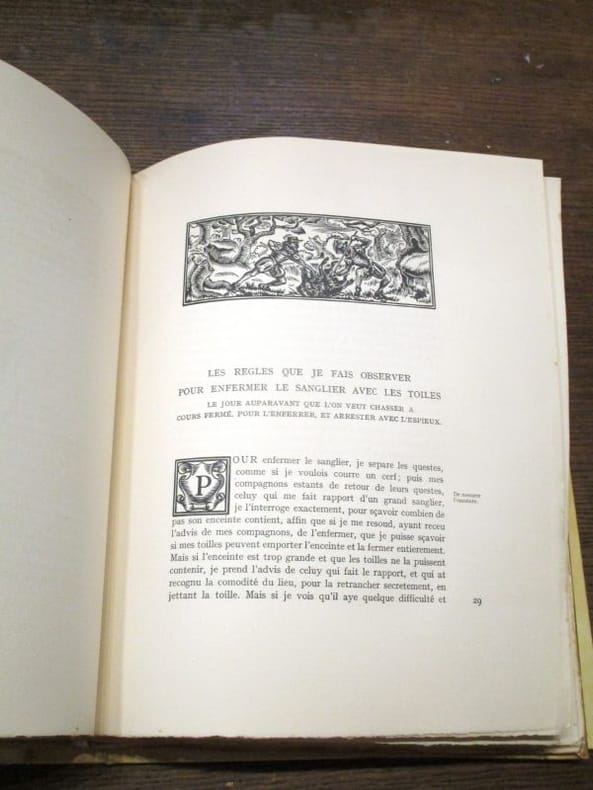 LES REGLES QUE JE FAIS OBSERVER
POUR ENFERMER LE SANGLIER AVEC LES TOILES
LE JOUR AUPARAVANT QUE L'ON VEUT CHASSER A
COURS FERMÉ, POUR L'ENFERRER, ET ARRESTER AVEC L'ESPIEUX.
POUR enfermer le sanglier, je separe les questes,
comme si je voulois courre un cerf; puis mes
compagnons estants de retour de leurs questes,
celuy qui me fait rapport d'un grand sanglier,
je l'interroge exactement, pour sçavoir combien de
pas son enceinte contient, affin que si je me resoud, ayant receu
l'advis de mes compagnons, de l'enfermer, que je puisse sçavoir
si mes toilles peuvent emporter l'enceinte et la fermer entierement.
Mais si l'enceinte est trop grande et que les toilles ne la puissent
contenir, je prend l'advis de celuy qui fait le rapport, et qui at
recognu la comodité du lieu, pour la retrancher secretement, en
jettant la toille. Mais si je vois qu'il aye quelque difficulté et
De mesurer
l'enceinte.
29